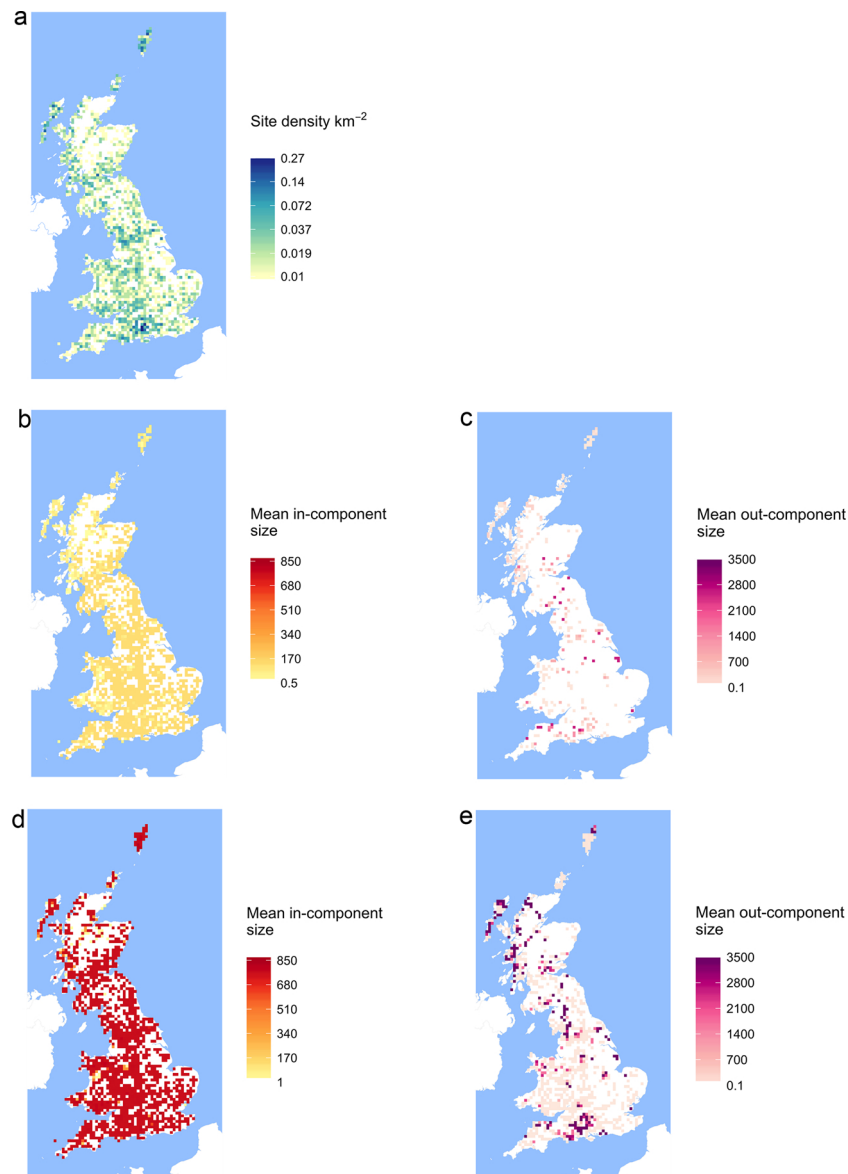 a
Site density km⁻²
0.27
0.14
0.072
0.037
0.019
0.01
b
Mean in-component
size
850
680
510
340
170
0.5
c
Mean out-component
size
3500
2800
2100
1400
700
0.1
d
Mean in-component
size
850
680
510
340
170
1
e
Mean out-component
size
3500
2800
2100
1400
700
0.1